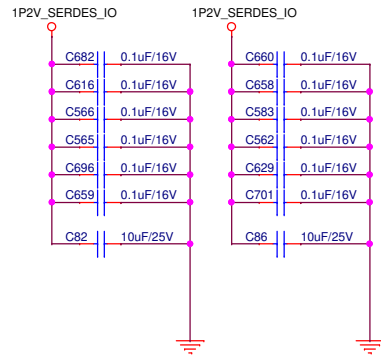 1P2V_SERDES_IO 1P2V_SERDES_IO
C682 0.1uF/16V C660 0.1uF/16V
C616 0.1uF/16V C658 0.1uF/16V
C566 0.1uF/16V C583 0.1uF/16V
C565 0.1uF/16V C562 0.1uF/16V
C696 0.1uF/16V C629 0.1uF/16V
C659 0.1uF/16V C701 0.1uF/16V
C82 10uF/25V C86 10uF/25V